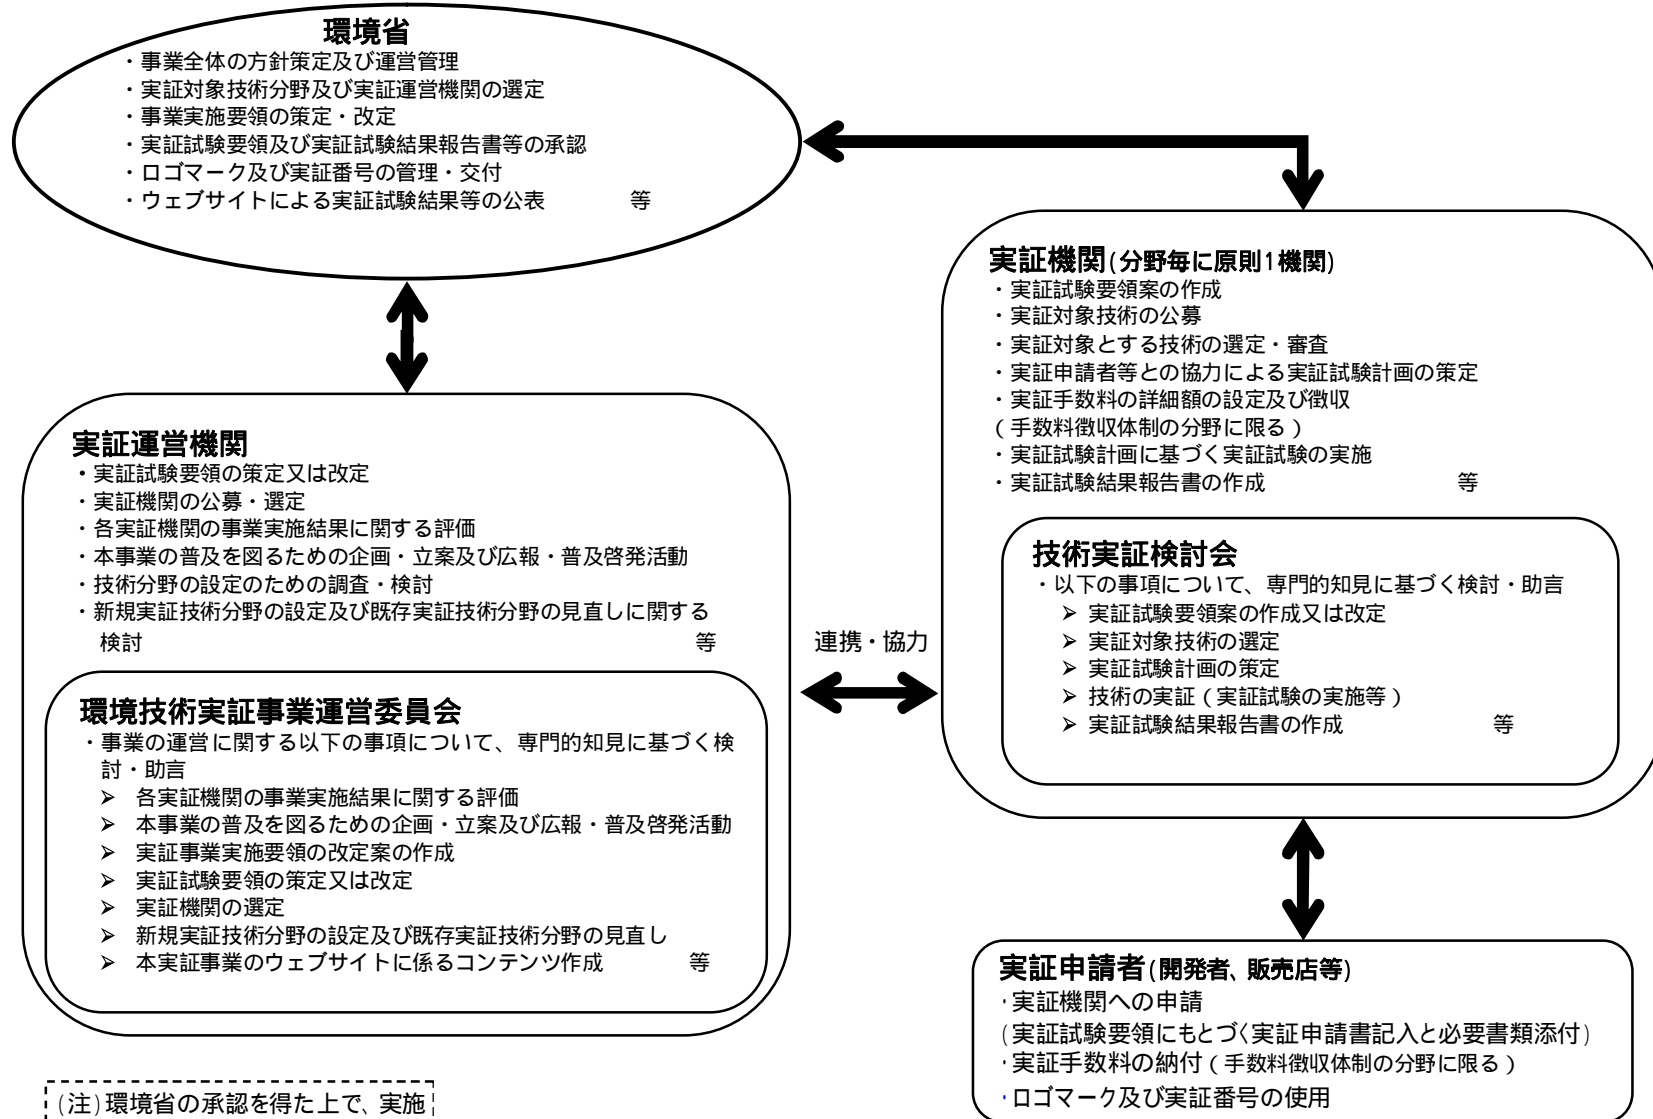 環境省
・事業全体の方針策定及び運営管理
・実証対象技術分野及び実証運営機関の選定
・事業実施要領の策定・改定
・実証試験要領及び実証試験結果報告書等の承認
・ロゴマーク及び実証番号の管理・交付
・ウェブサイトによる実証試験結果等の公表 等
実証運営機関
・実証試験要領の策定又は改定
・実証機関の公募・選定
・各実証機関の事業実施結果に関する評価
・本事業の普及を図るための企画・立案及び広報・普及啓発活動
・技術分野の設定のための調査・検討
・新規実証技術分野の設定及び既存実証技術分野の見直しに関する
検討 等
環境技術実証事業運営委員会
・事業の運営に関する以下の事項について、専門的知見に基づく検
討・助言
➢ 各実証機関の事業実施結果に関する評価
➢ 本事業の普及を図るための企画・立案及び広報・普及啓発活動
➢ 実証事業実施要領の改定案の作成
➢ 実証試験要領の策定又は改定
➢ 実証機関の選定
➢ 新規実証技術分野の設定及び既存実証技術分野の見直し
➢ 本実証事業のウェブサイトに係るコンテンツ作成 等
(注)環境省の承認を得た上で、実施
連携・協力
実証機関(分野毎に原則1機関)
・実証試験要領案の作成
・実証対象技術の公募
・実証対象とする技術の選定・審査
・実証申請者等との協力による実証試験計画の策定
・実証手数料の詳細額の設定及び徴収
(手数料徴収体制の分野に限る)
・実証試験計画に基づく実証試験の実施
・実証試験結果報告書の作成 等
技術実証検討会
・以下の事項について、専門的知見に基づく検討・助言
➢ 実証試験要領案の作成又は改定
➢ 実証対象技術の選定
➢ 実証試験計画の策定
➢ 技術の実証(実証試験の実施等)
➢ 実証試験結果報告書の作成 等
実証申請者(開発者、販売店等)
・実証機関への申請
(実証試験要領にもとづく実証申請書記入と必要書類添付)
・実証手数料の納付(手数料徴収体制の分野に限る)
・ロゴマーク及び実証番号の使用